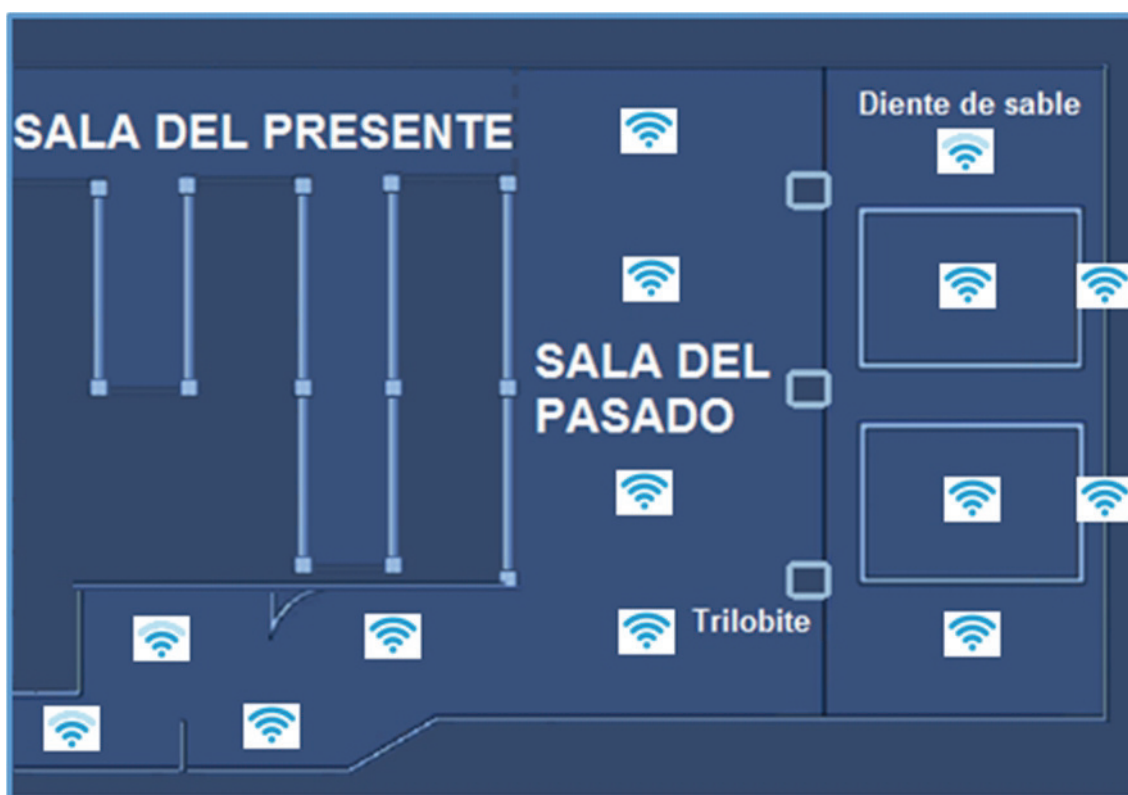 Diente de sable
SALA DEL PRESENTE
SALA DEL
PASADO
Trilobite